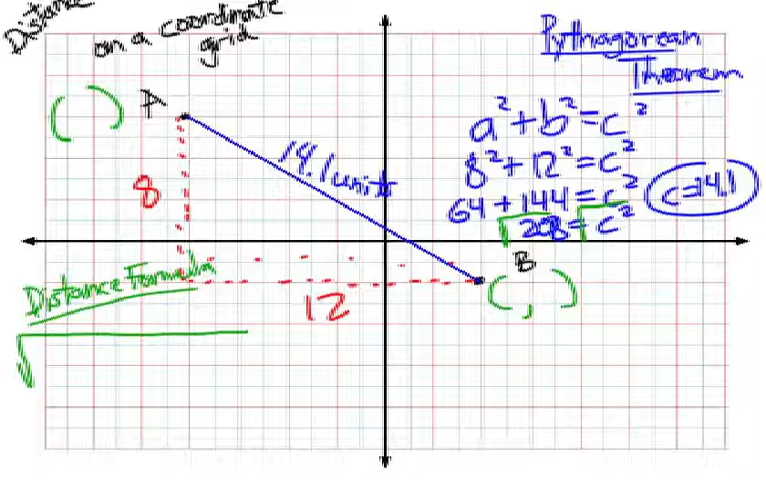 Distance
on a coordinate
grid
Pythagorean
Theorem
( ) A
a² + b² = c²
14.1 units
8² + 12² = c²
8
64 + 144 = c²
c=14.1
√208 = √c²
B
Distance Formula
( , )
12
√